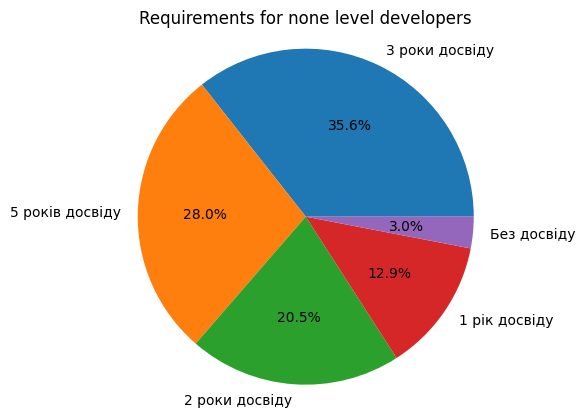 Requirements for none level developers
3 роки досвіду
35.6%
5 років досвіду
28.0%
3.0%
Без досвіду
12.9%
20.5%
1 рік досвіду
2 роки досвіду